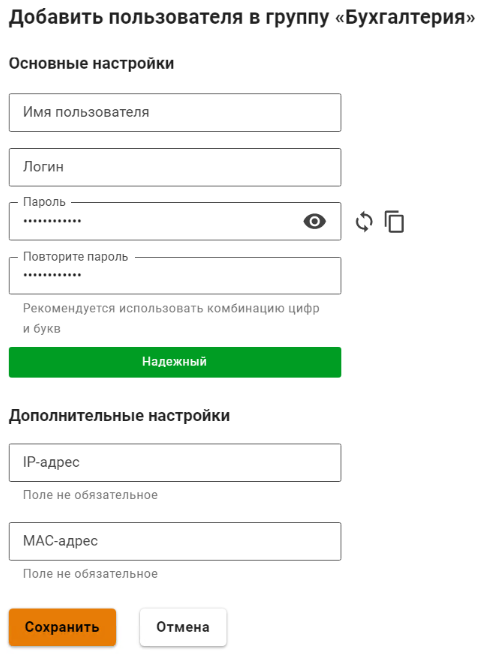 Добавить пользователя в группу «Бухгалтерия»
Основные настройки
Имя пользователя
Логин
Пароль
••••••••••••
Повторите пароль
••••••••••••
Рекомендуется использовать комбинацию цифр
и букв
Надежный
Дополнительные настройки
IP-адрес
Поле не обязательное
MAC-адрес
Поле не обязательное
Сохранить
Отмена